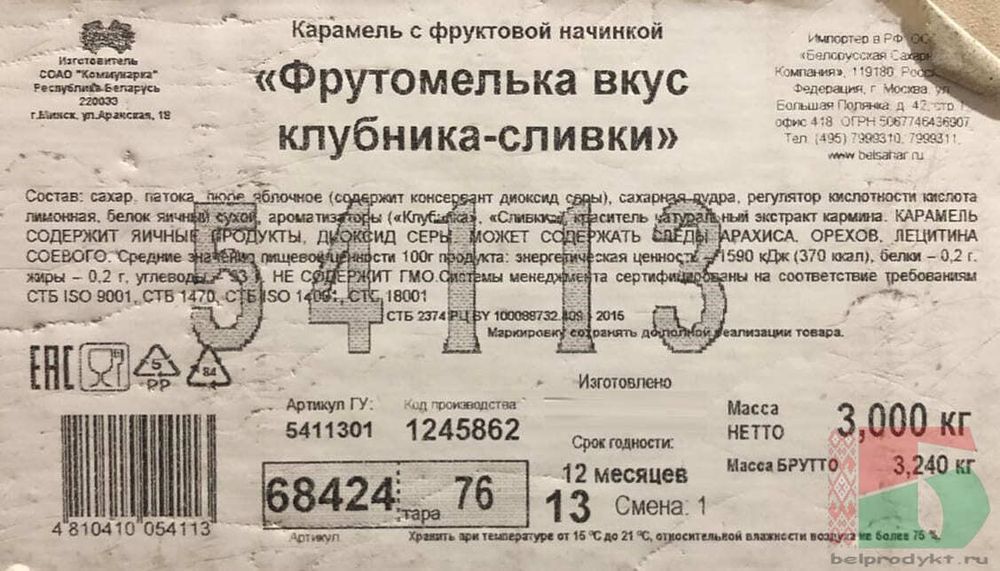 Изготовитель
СОАО "Коммунарка"
Республика Беларусь
220033
г.Минск, ул.Аранская, 18
Карамель с фруктовой начинкой
«Фрутомелька вкус
клубника-сливки»
Импортер в РФ: ОО
«Белорусская Сахарн
Компания», 119180 Росс
Федерация, г Москва, ул
Большая Полянка, д. 42, стр. 1
офис 418 ОГРН 5067746436907
Тел. (495) 7999310, 7999311
www.belsahar.ru
Состав: сахар, патока, пюре яблочное (содержит консервант диоксид серы), сахарная пудра, регулятор кислотности кислота
лимонная, белок яичный сухой, ароматизаторы («Клубника», «Сливки»), краситель натуральный экстракт кармина. КАРАМЕЛЬ
СОДЕРЖИТ ЯИЧНЫЕ ПРОДУКТЫ, ДИОКСИД СЕРЫ. МОЖЕТ СОДЕРЖАТЬ СЛЕДЫ АРАХИСА, ОРЕХОВ, ЛЕЦИТИНА
СОЕВОГО. Средние значения пищевой ценности 100г продукта: энергетическая ценность - 1590 кДж (370 ккал), белки – 0,2 г.
жиры – 0,2 г, углеводы НЕ СОДЕРЖИТ ГМО.Системы менеджмента сертифицированы на соответствие требованиям
СТБ ISO 9001, СТБ 1470, СТБ ISO 14001, СТБ 18001
54113
СТБ 2374 РЦ BY 100088732.409 - 2015
Маркировку сохранять до полной реализации товара.
EAC
5
PP
84
Изготовлено
Артикул ГУ:
5411301
Код производства
1245862
Срок годности:
12 месяцев
13 Смена: 1
Масса
НЕТТО
3,000 кг
Масса БРУТТО
3,240 кг
68424
тара
76
Артикул
4 810410 054113
Хранить при температуре от 15 °С до 21 °С, относительной влажности воздуха не более 75 %.
belprodykt.ru